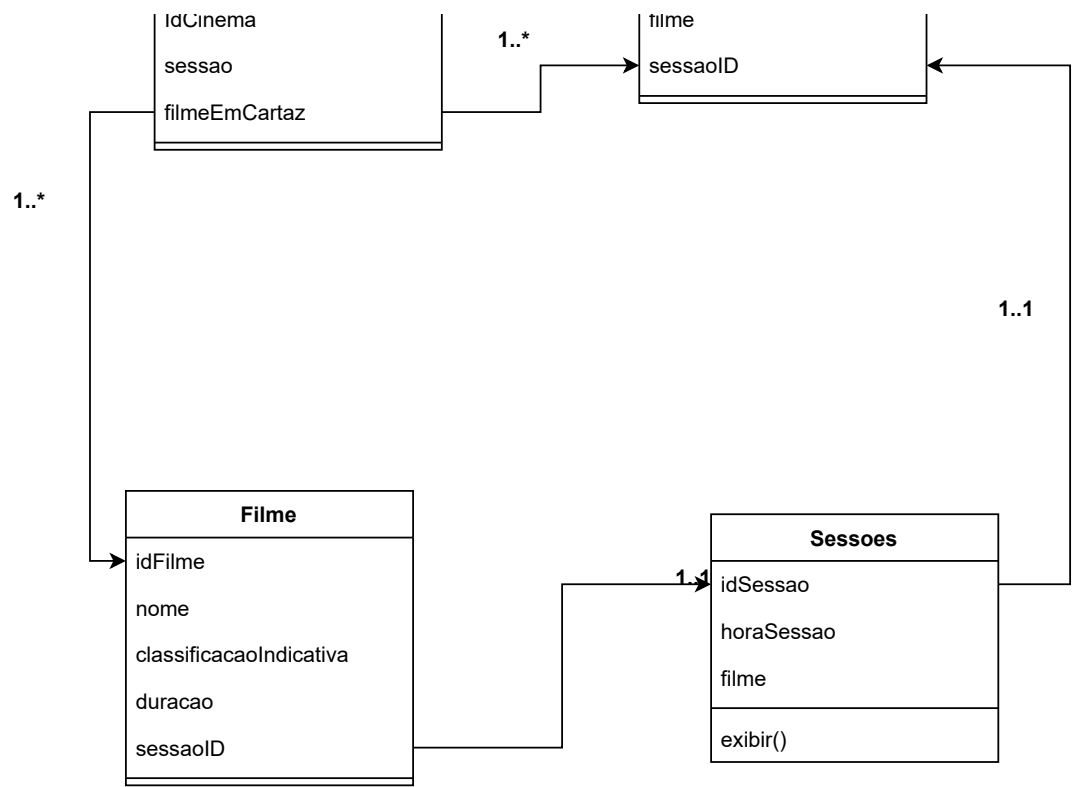 IdCinema
sessao
filmeEmCartaz
1..*
filme
sessaoID
1..*
1..1
Filme
idFilme
nome
classificacaoIndicativa
duracao
sessaoID
1..1
Sessoes
idSessao
horaSessao
filme
exibir()